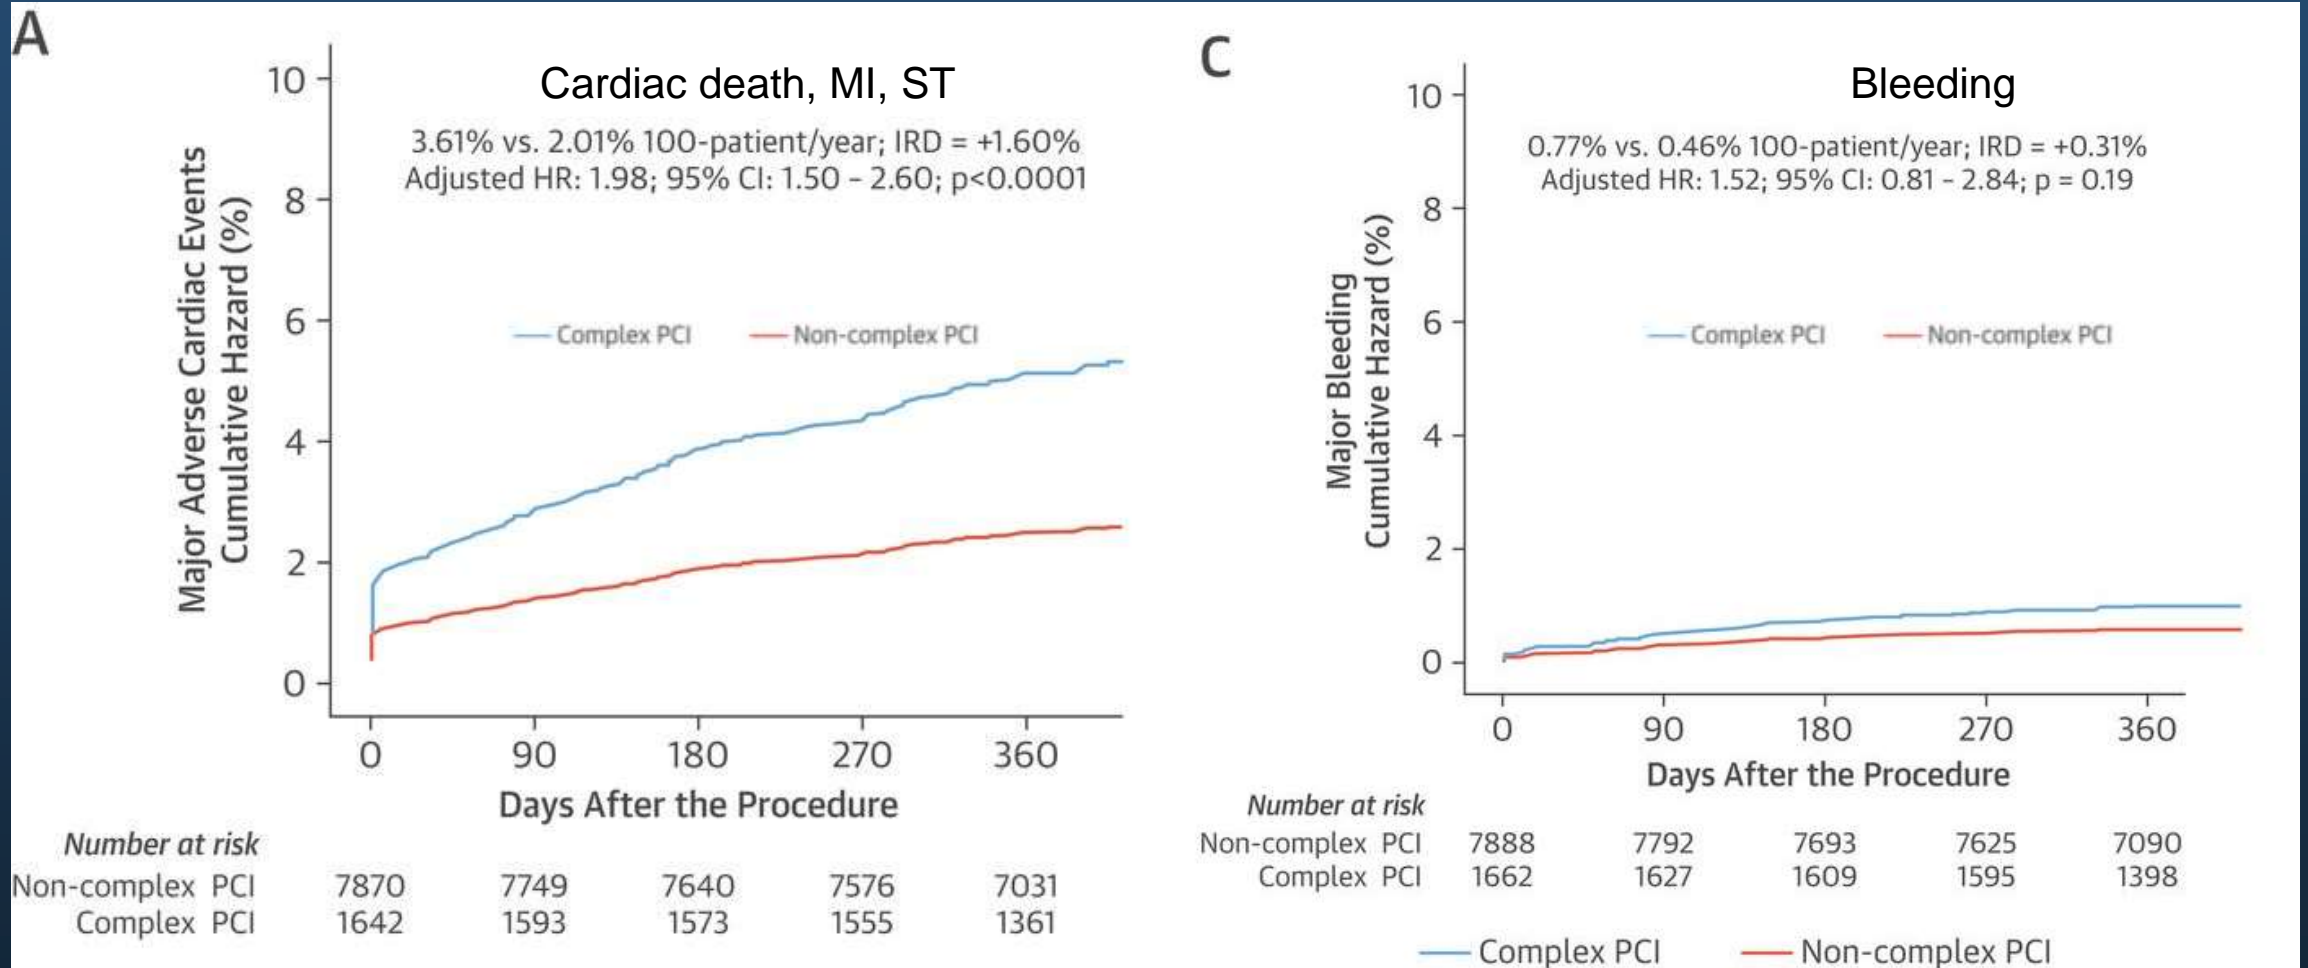 A
Cardiac death, MI, ST
3.61% vs. 2.01% 100-patient/year; IRD = +1.60%
Adjusted HR: 1.98; 95% CI: 1.50 – 2.60; p<0.0001
Major Adverse Cardiac Events
Cumulative Hazard (%)
10
8
6
4
2
0
Complex PCI Non-complex PCI
0 90 180 270 360
Days After the Procedure
Number at risk
Non-complex PCI 7870 7749 7640 7576 7031
Complex PCI 1642 1593 1573 1555 1361
C
Bleeding
0.77% vs. 0.46% 100-patient/year; IRD = +0.31%
Adjusted HR: 1.52; 95% CI: 0.81 – 2.84; p = 0.19
Major Bleeding
Cumulative Hazard (%)
10
8
6
4
2
0
Complex PCI Non-complex PCI
0 90 180 270 360
Days After the Procedure
Number at risk
Non-complex PCI 7888 7792 7693 7625 7090
Complex PCI 1662 1627 1609 1595 1398
Complex PCI Non-complex PCI